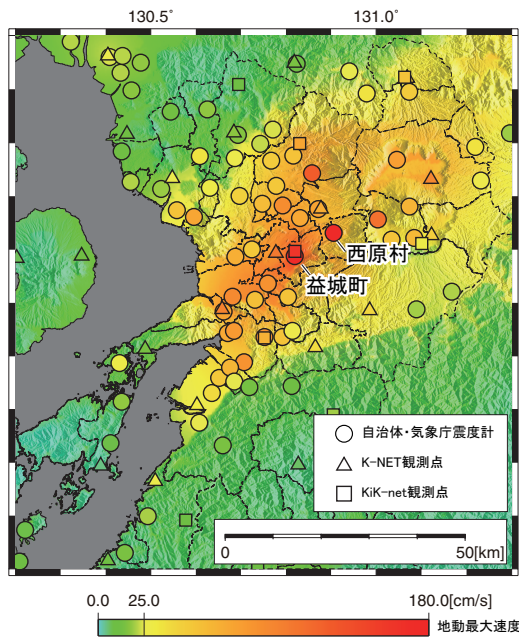 130.5° 131.0°
西原村
益城町
自治体・気象庁震度計
K-NET観測点
KiK-net観測点
0 50[km]
0.0 25.0 180.0[cm/s]
地動最大速度